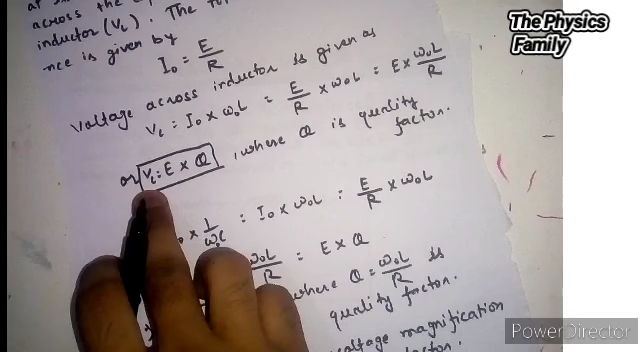 across the
inductor (VL). The
nce is given by
I₀ = E/R
Voltage across inductor is given as
VL = I₀ × ω₀L = E/R × ω₀L = E × ω₀L/R
or VL = E × Q , where Q is quality
factor.
× 1/ω₀C = I₀ × ω₀L = E/R × ω₀L
ω₀L/R = E × Q
where Q = ω₀L/R is
quality factor.
voltage magnification
factor.
The Physics
Family
PowerDirector